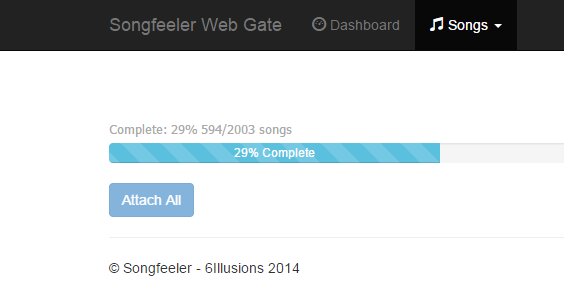 Songfeeler Web Gate Dashboard Songs
Complete: 29% 594/2003 songs
29% Complete
Attach All
© Songfeeler - 6Illusions 2014